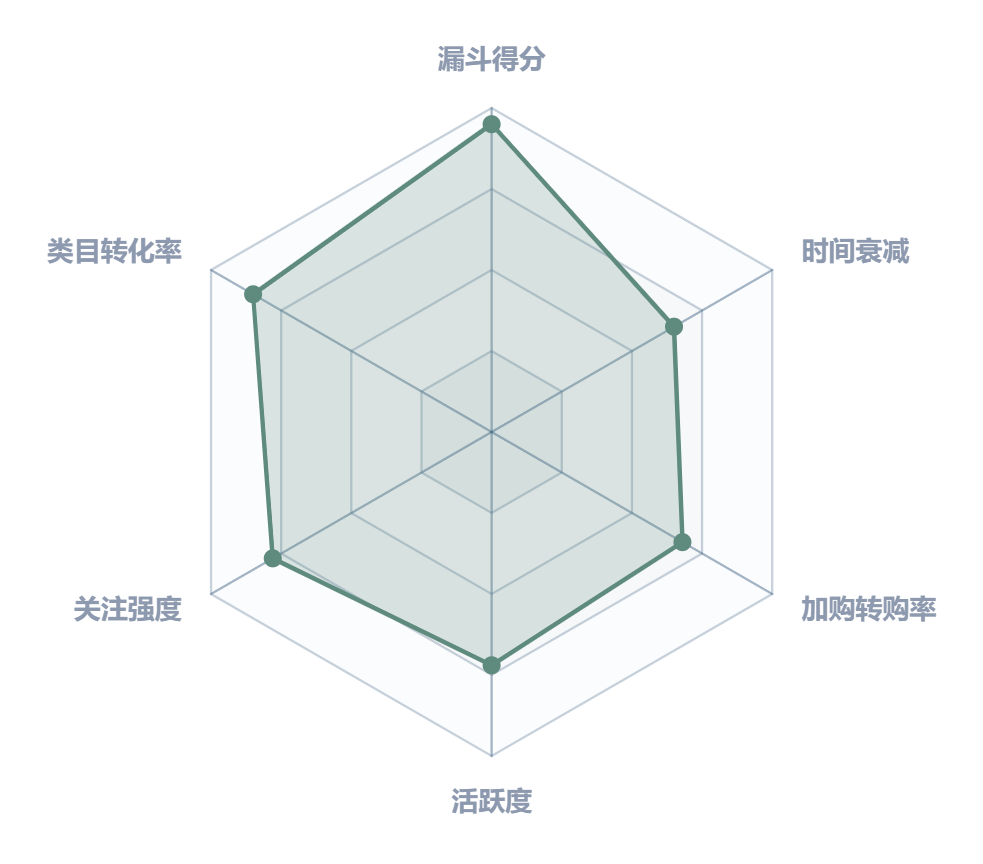 漏斗得分
类目转化率
时间衰减
关注强度
加购转购率
活跃度